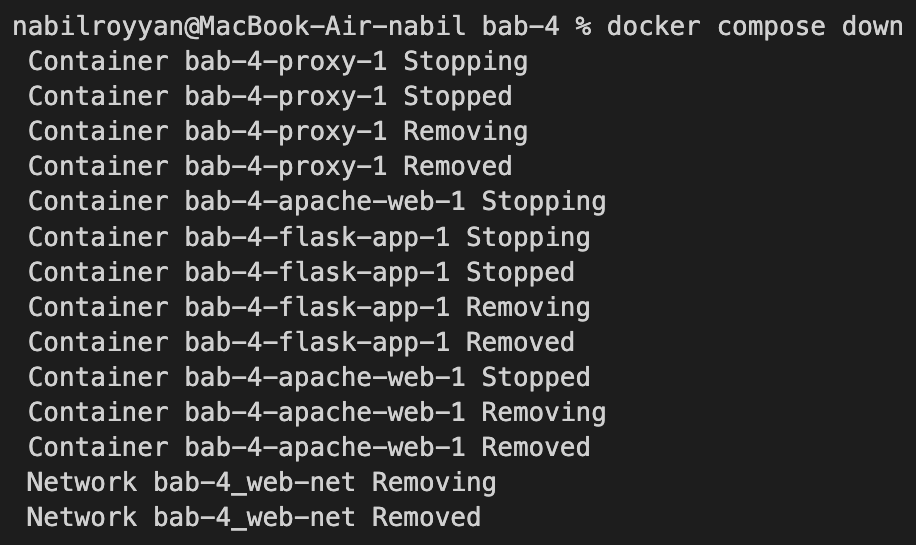 nabilroyyan@MacBook-Air-nabil bab-4 % docker compose down
Container bab-4-proxy-1 Stopping
Container bab-4-proxy-1 Stopped
Container bab-4-proxy-1 Removing
Container bab-4-proxy-1 Removed
Container bab-4-apache-web-1 Stopping
Container bab-4-flask-app-1 Stopping
Container bab-4-flask-app-1 Stopped
Container bab-4-flask-app-1 Removing
Container bab-4-flask-app-1 Removed
Container bab-4-apache-web-1 Stopped
Container bab-4-apache-web-1 Removing
Container bab-4-apache-web-1 Removed
Network bab-4_web-net Removing
Network bab-4_web-net Removed